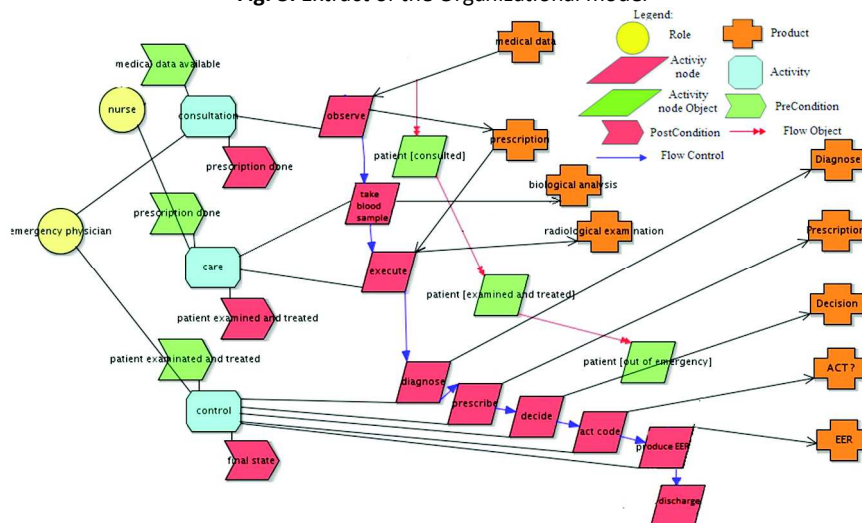 Fig. 3. Extract of the Organizational model
Legend:
Role
Product
Activiy
node
Activity
Activity
node Object
PreCondition
PostCondition
Flow Object
Flow Control
medical data
medical data available
nurse
consultation
observe
prescription
patient [consulted]
Diagnose
prescription done
biological analysis
take
blood
sample
prescription done
radiological examination
Prescription
emergency physician
care
execute
patient [examined and treated]
Decision
patient examined and treated
patient examinated and treated
patient [out of emergency]
ACT ?
diagnose
prescribe
control
decide
act code
produce EER
EER
final state
discharge